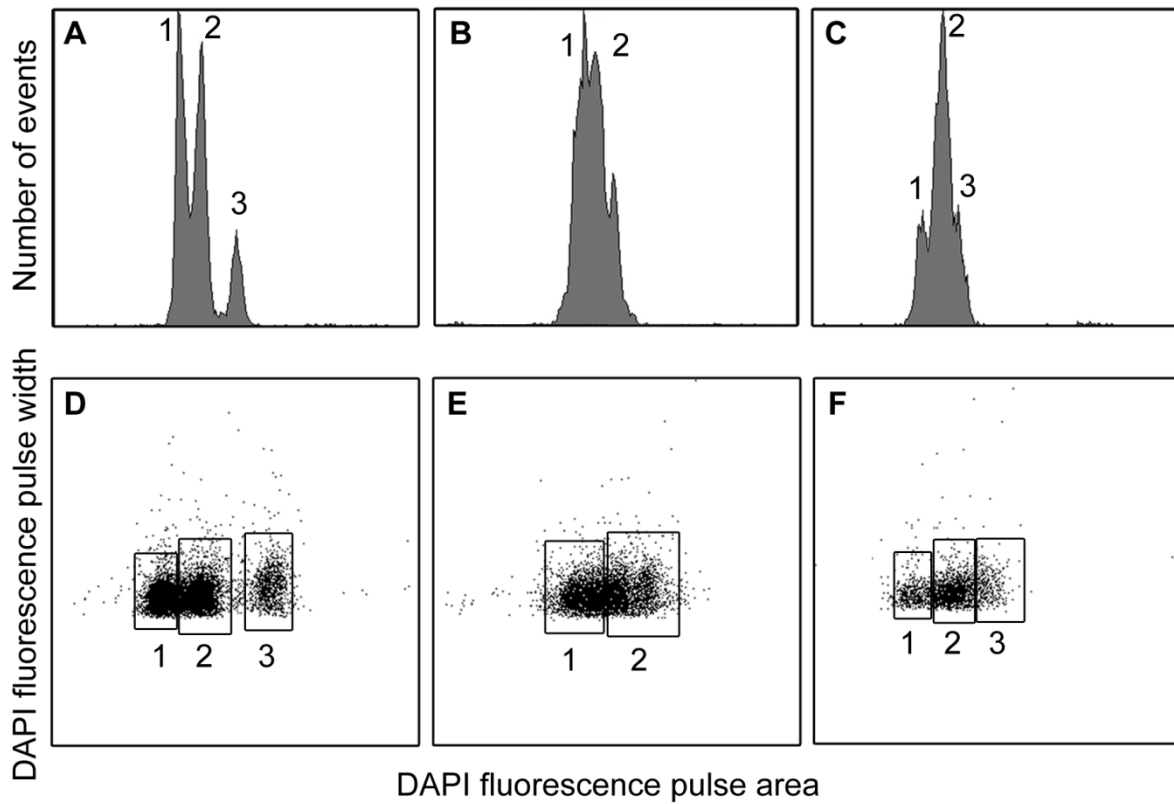 A
1
2
3
B
1
2
C
1
2
3
Number of events
D
1
2
3
E
1
2
F
1
2
3
DAPI fluorescence pulse width
DAPI fluorescence pulse area